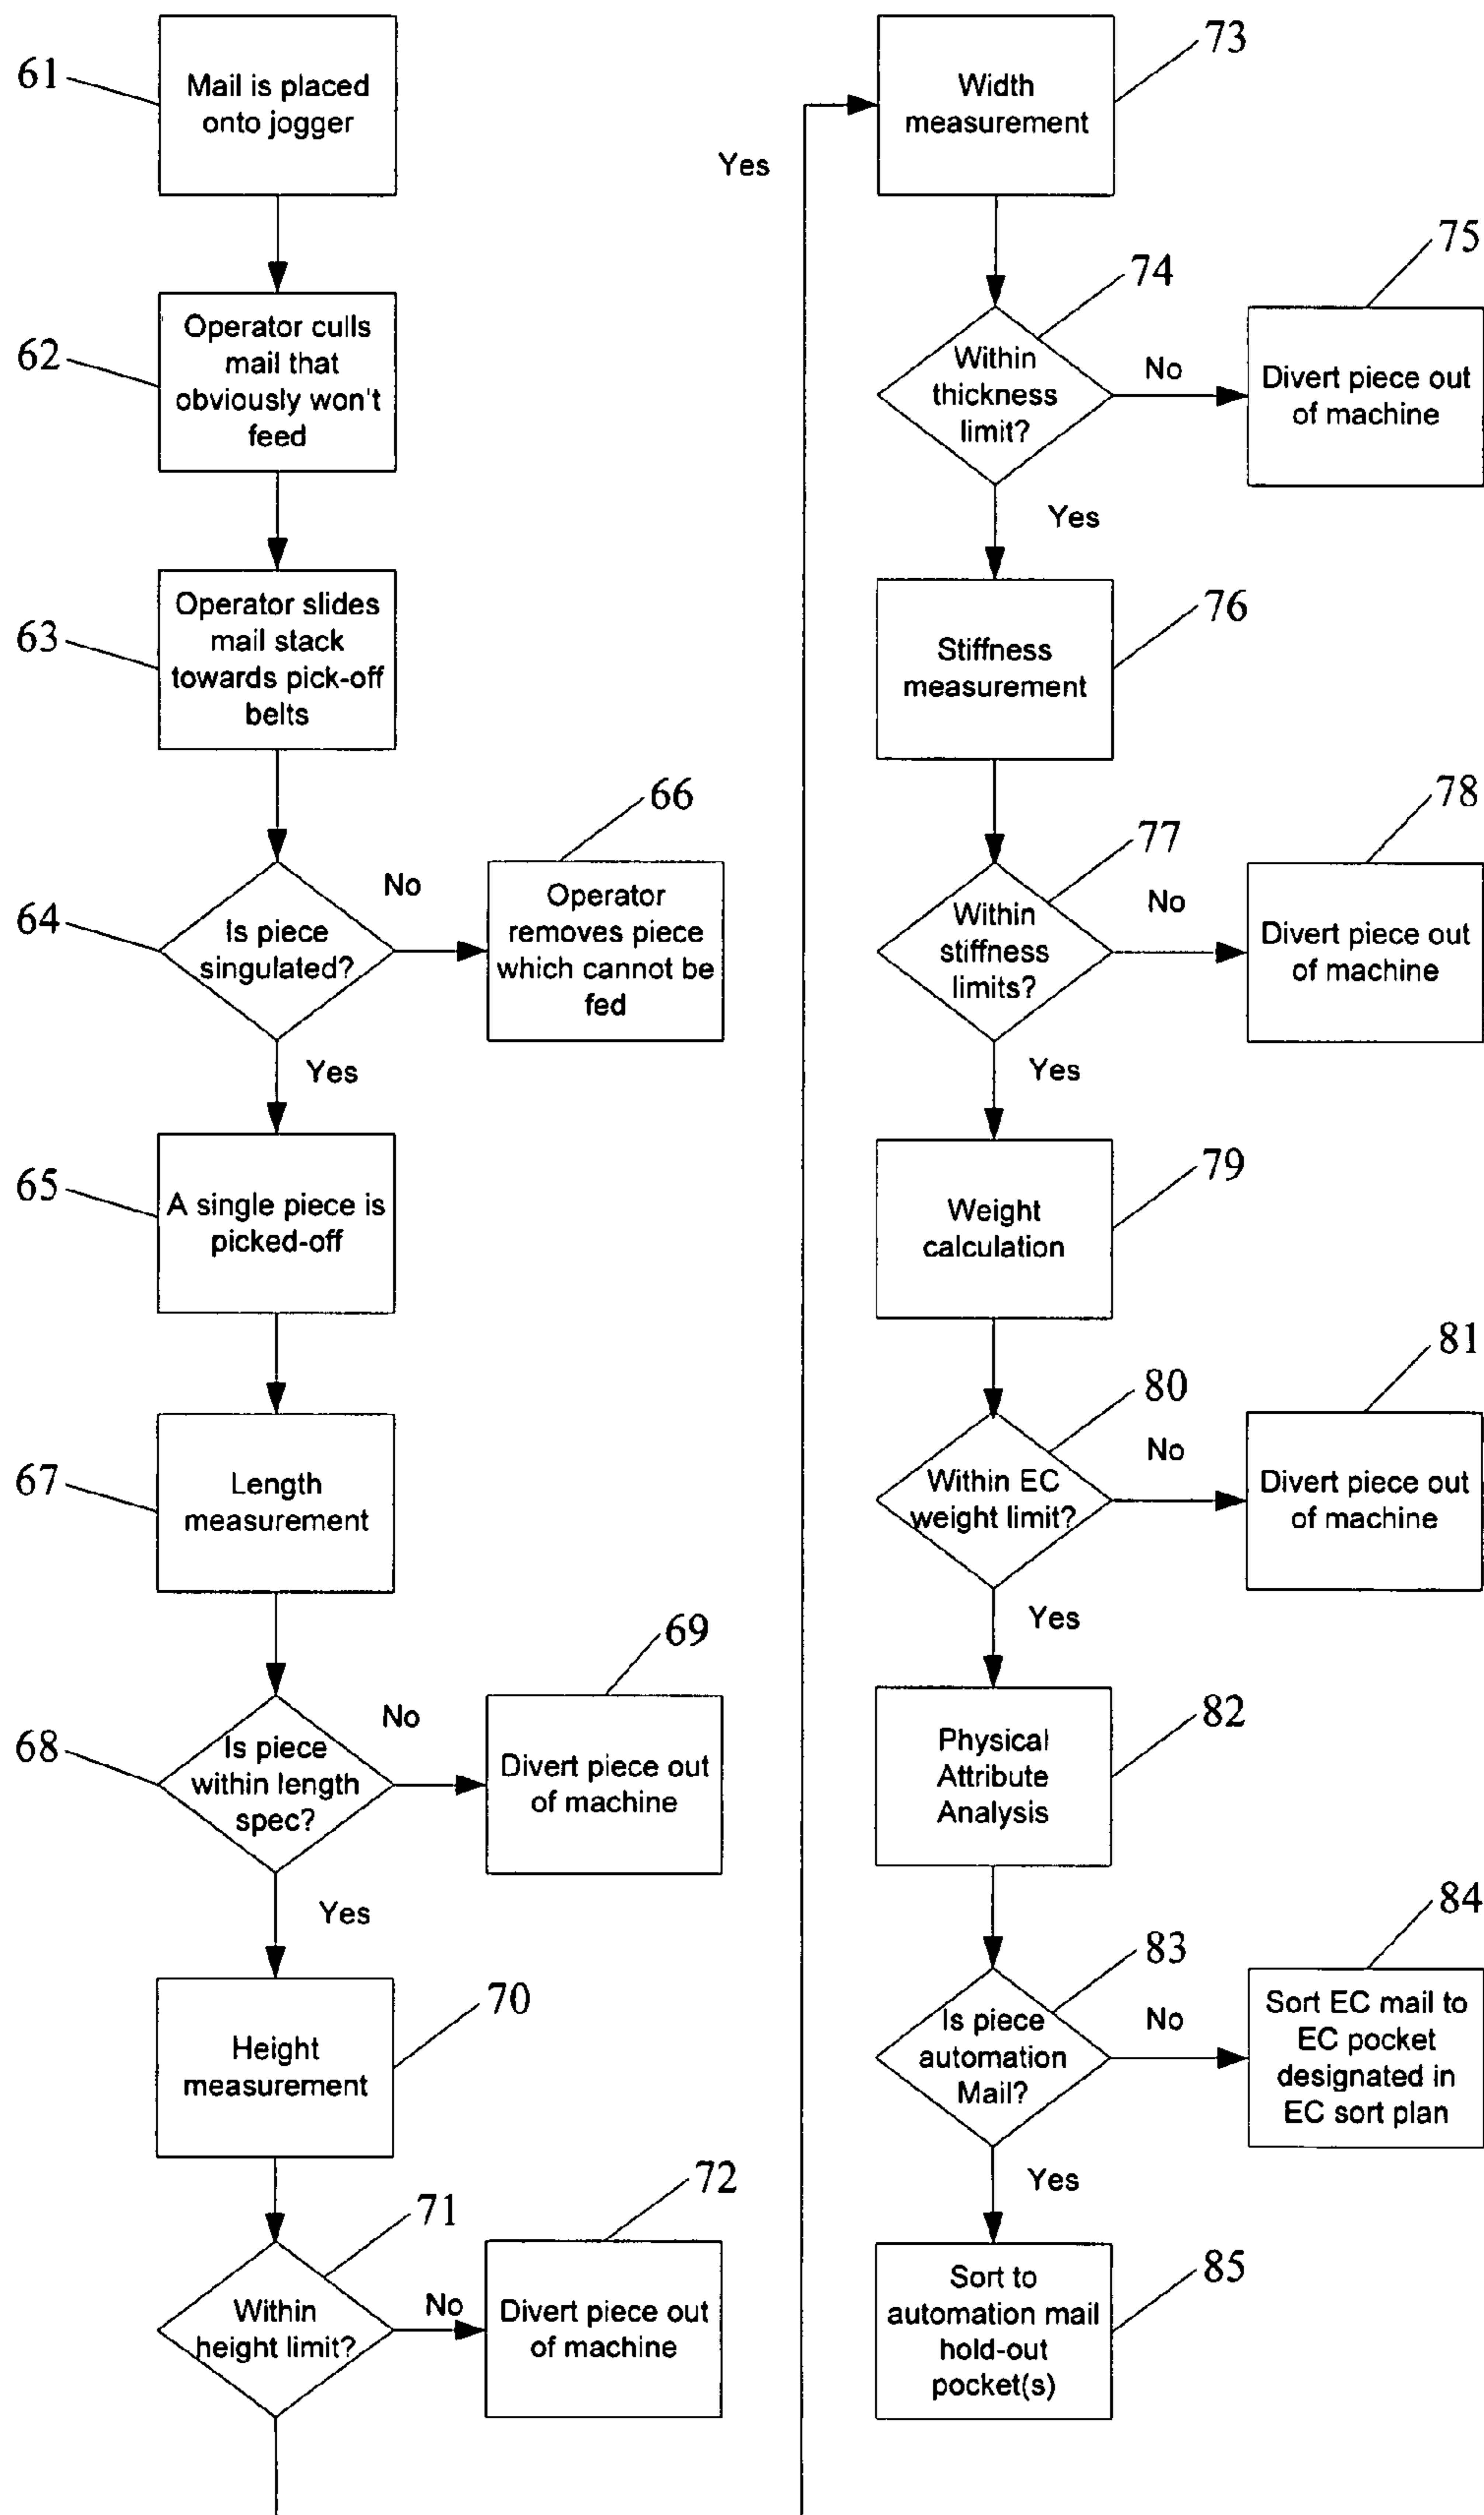 61
Mail is placed
onto jogger
62
Operator culls
mail that
obviously won't
feed
63
Operator slides
mail stack
towards pick-off
belts
64
Is piece
singulated?
No
66
Operator
removes piece
which cannot be
fed
Yes
65
A single piece is
picked-off
67
Length
measurement
68
Is piece
within length
spec?
No
69
Divert piece out
of machine
Yes
70
Height
measurement
71
Within
height limit?
No
72
Divert piece out
of machine
Yes
73
Width
measurement
74
Within
thickness
limit?
No
75
Divert piece out
of machine
Yes
76
Stiffness
measurement
77
Within
stiffness
limits?
No
78
Divert piece out
of machine
Yes
79
Weight
calculation
80
Within EC
weight limit?
No
81
Divert piece out
of machine
Yes
82
Physical
Attribute
Analysis
83
Is piece
automation
Mail?
No
84
Sort EC mail to
EC pocket
designated in
EC sort plan
Yes
85
Sort to
automation mail
hold-out
pocket(s)